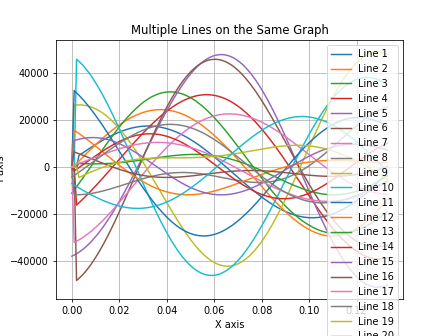 Multiple Lines on the Same Graph
40000
20000
0
−20000
−40000
0.00
0.02
0.04
0.06
0.08
0.10
X axis
Line 1
Line 2
Line 3
Line 4
Line 5
Line 6
Line 7
Line 8
Line 9
Line 10
Line 11
Line 12
Line 13
Line 14
Line 15
Line 16
Line 17
Line 18
Line 19